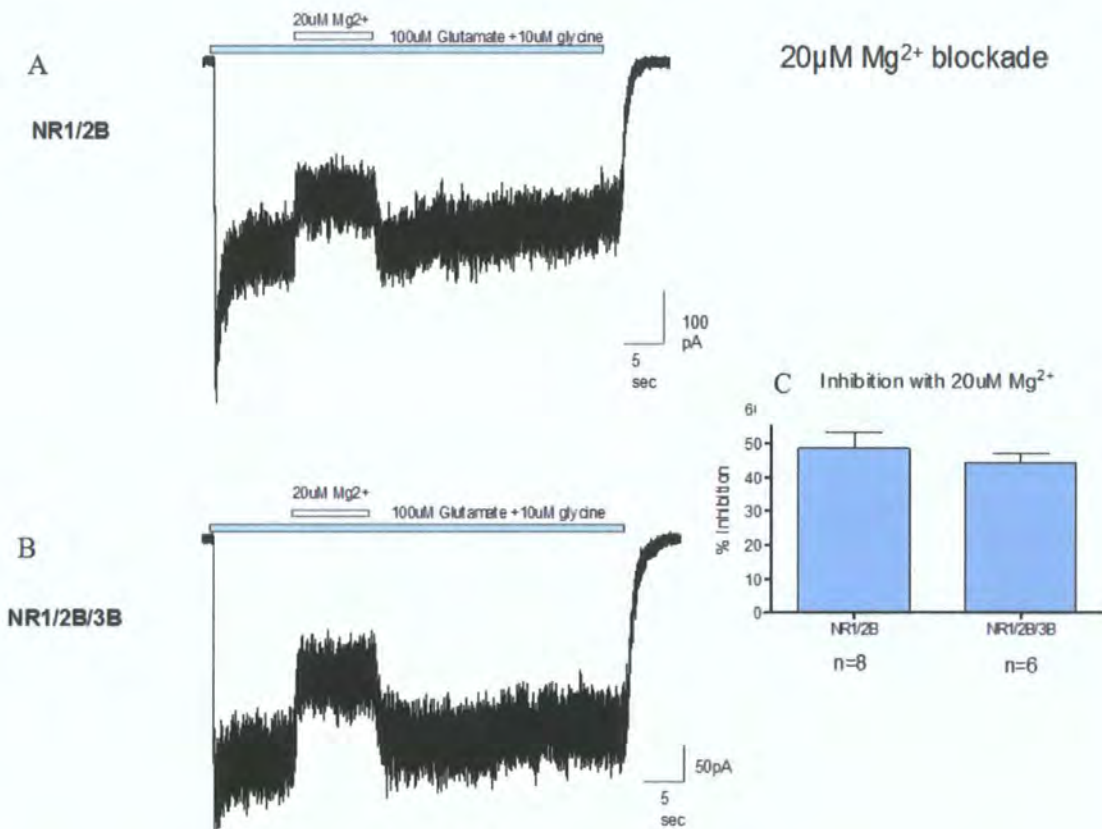 20uM Mg2+
100uM Glutamate +10uM glycine
A
20µM Mg²⁺ blockade
NR1/2B
100
pA
5
sec
C Inhibition with 20uM Mg²⁺
60
50
40
30
20
10
0
% Inhibition
NR1/2B
NR1/2B/3B
n=8
n=6
20uM Mg2+
100uM Glutamate +10uM glycine
B
NR1/2B/3B
50pA
5
sec